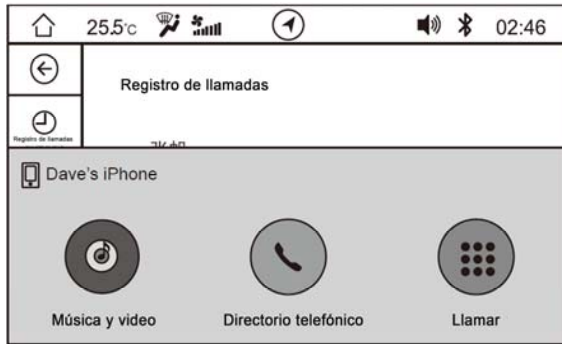 25.5°c 02:46
Registro de llamadas
Registro de llamadas
Dave's iPhone
Música y video Directorio telefónico Llamar